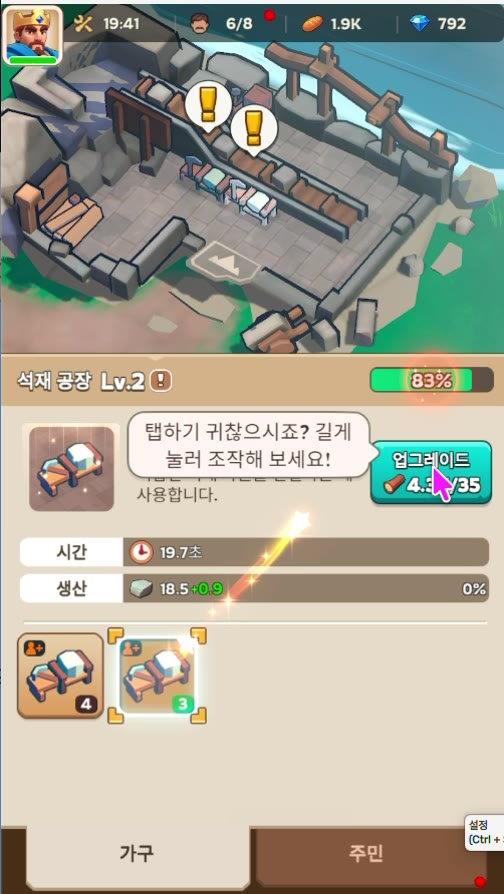 19:41
6/8
1.9K
792
석재 공장 Lv.2
83%
탭하기 귀찮으시죠? 길게
눌러 조작해 보세요!
사용합니다.
업그레이드
/35
시간
19.7초
생산
18.5 +0.9
0%
4
3
가구
주민
설정
(Ctrl +